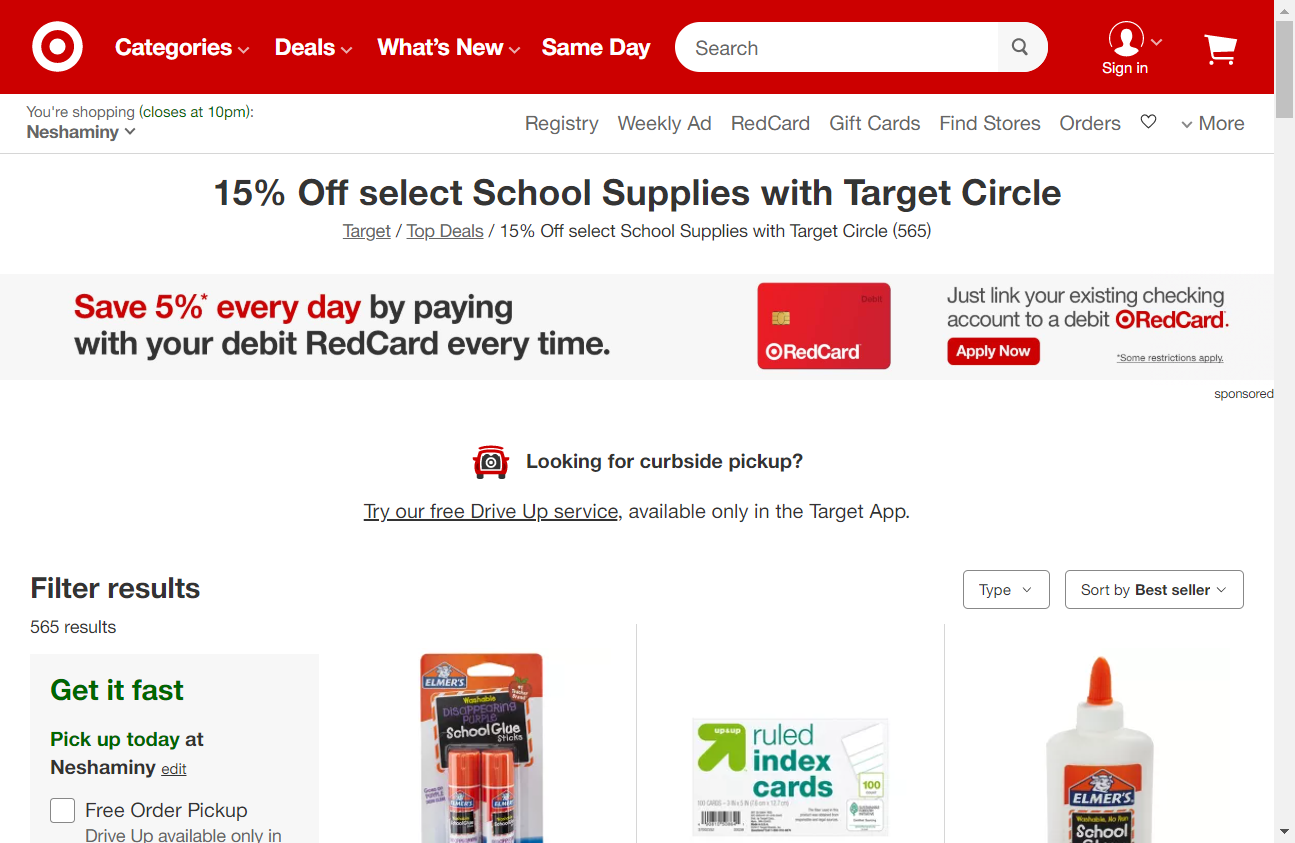 Categories
Deals
What's New
Same Day
Search
Sign in
You're shopping (closes at 10pm):
Neshaminy
Registry
Weekly Ad
RedCard
Gift Cards
Find Stores
Orders
More
15% Off select School Supplies with Target Circle
Target / Top Deals / 15% Off select School Supplies with Target Circle (565)
Save 5%* every day by paying
with your debit RedCard every time.
Debit
RedCard
Just link your existing checking
account to a debit RedCard.
Apply Now
*Some restrictions apply.
sponsored
Looking for curbside pickup?
Try our free Drive Up service, available only in the Target App.
Filter results
565 results
Type
Sort by Best seller
Get it fast
Pick up today at
Neshaminy edit
Free Order Pickup
Drive Up available only in
ELMER'S
Washable
DISAPPEARING
PURPLE
School Glue
Sticks
ELMER'S
ELMER'S
up&up
ruled
index
cards
100
ELMER'S
Washable, No Run
School